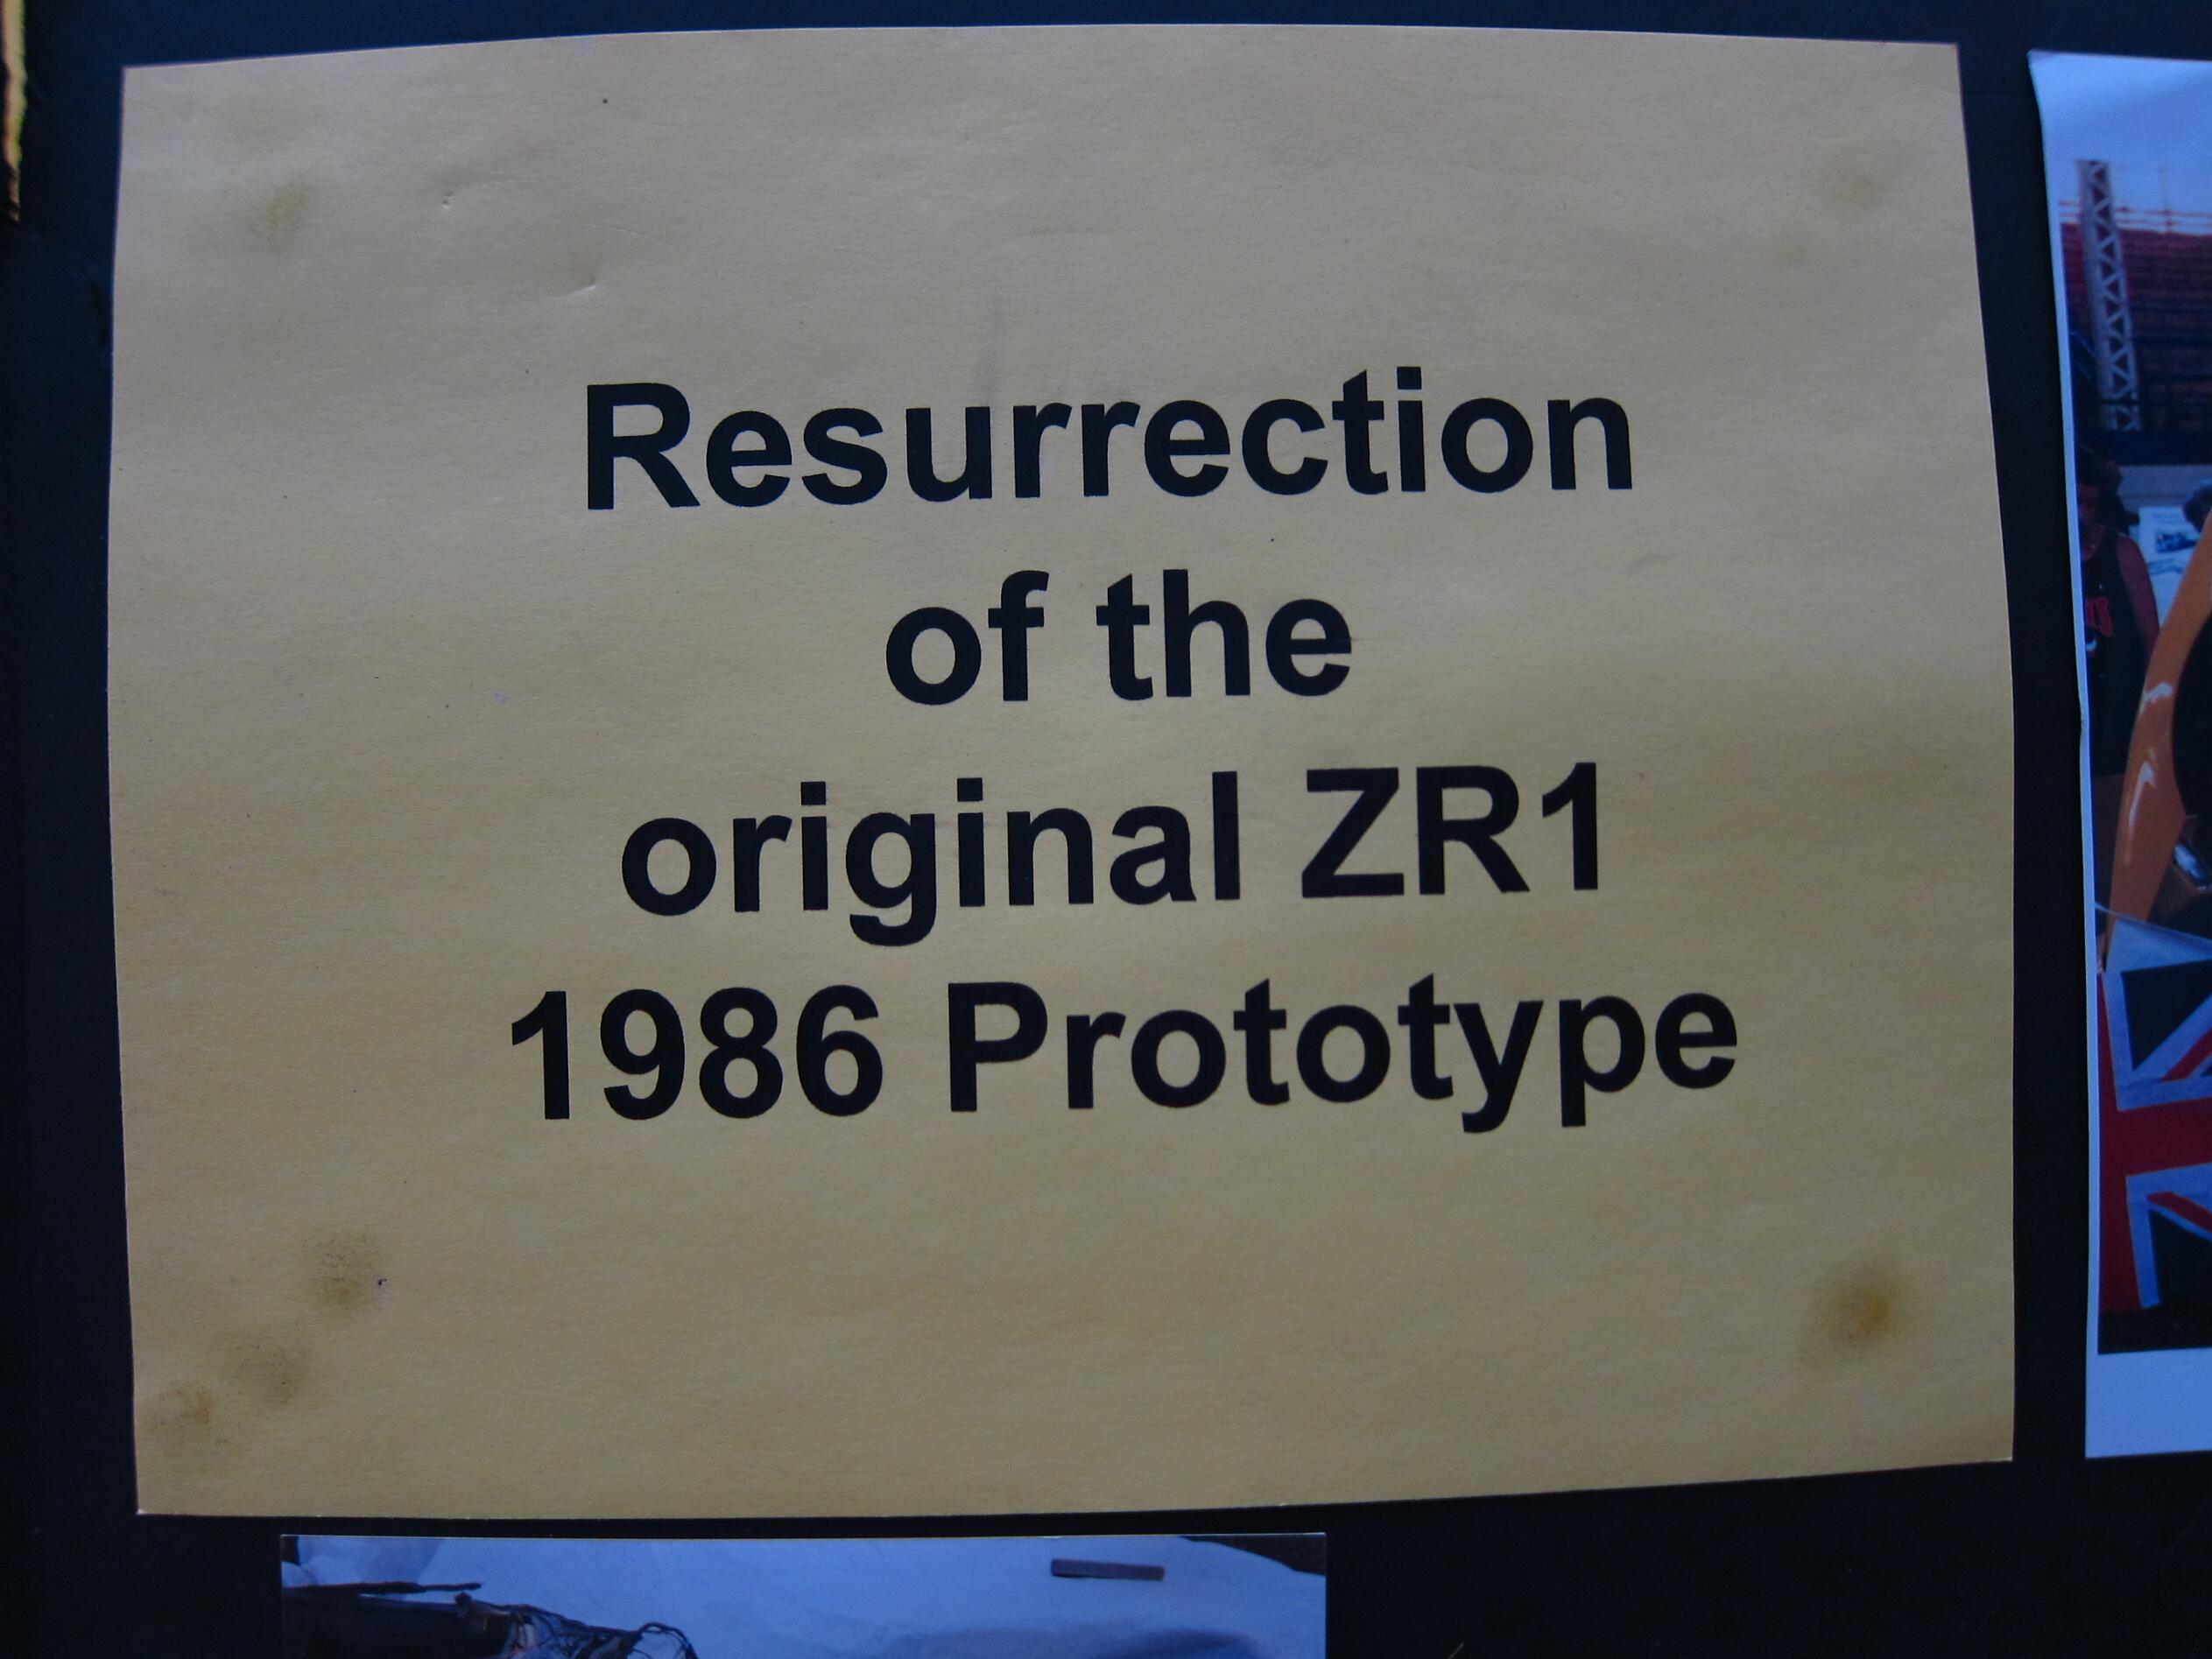 Resurrection
of the
original ZR1
1986 Prototype